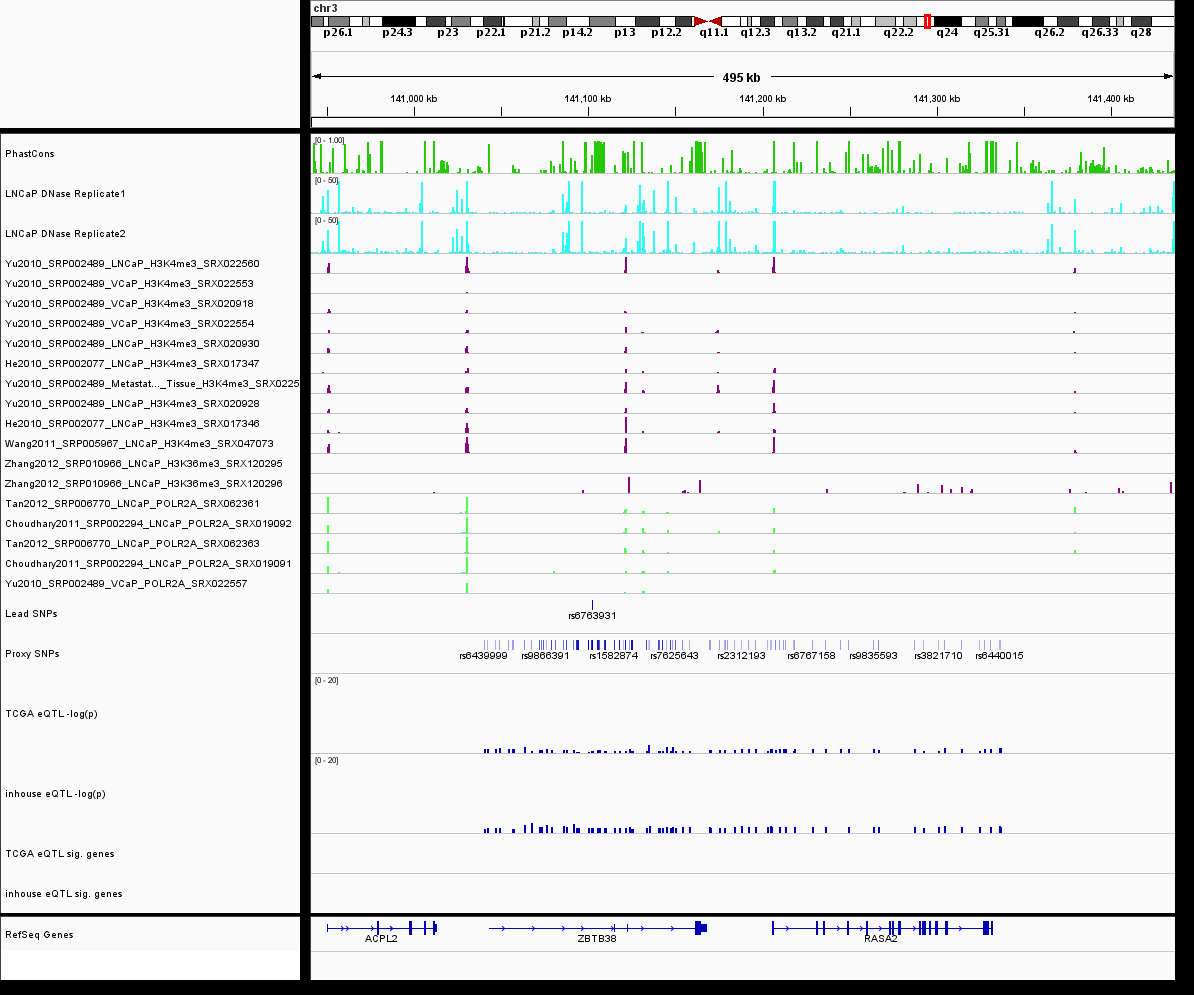 chr3
p26.1 p24.3 p23 p22.1 p21.2 p14.2 p13 p12.2 q11.1 q12.3 q13.2 q21.1 q22.2 q24 q25.31 q26.2 q26.33 q28
495 kb
141,000 kb 141,100 kb 141,200 kb 141,300 kb 141,400 kb
PhastCons [0 - 1.00]
LNCaP DNase Replicate1 [0 - 50]
LNCaP DNase Replicate2 [0 - 50]
Yu2010_SRP002489_LNCaP_H3K4me3_SRX022560
Yu2010_SRP002489_VCaP_H3K4me3_SRX022553
Yu2010_SRP002489_VCaP_H3K4me3_SRX020918
Yu2010_SRP002489_VCaP_H3K4me3_SRX022554
Yu2010_SRP002489_LNCaP_H3K4me3_SRX020930
He2010_SRP002077_LNCaP_H3K4me3_SRX017347
Yu2010_SRP002489_Metastat..._Tissue_H3K4me3_SRX0225
Yu2010_SRP002489_LNCaP_H3K4me3_SRX020928
He2010_SRP002077_LNCaP_H3K4me3_SRX017346
Wang2011_SRP005967_LNCaP_H3K4me3_SRX047073
Zhang2012_SRP010966_LNCaP_H3K36me3_SRX120295
Zhang2012_SRP010966_LNCaP_H3K36me3_SRX120296
Tan2012_SRP006770_LNCaP_POLR2A_SRX062361
Choudhary2011_SRP002294_LNCaP_POLR2A_SRX019092
Tan2012_SRP006770_LNCaP_POLR2A_SRX062363
Choudhary2011_SRP002294_LNCaP_POLR2A_SRX019091
Yu2010_SRP002489_VCaP_POLR2A_SRX022557
Lead SNPs rs6763931
Proxy SNPs rs6439999 rs9866391 rs1582874 rs7625643 rs2312193 rs6767158 rs9835593 rs3821710 rs6440015
[0 - 20]
TCGA eQTL -log(p)
[0 - 20]
inhouse eQTL -log(p)
TCGA eQTL sig. genes
inhouse eQTL sig. genes
RefSeq Genes ACPL2 ZBTB38 RASA2